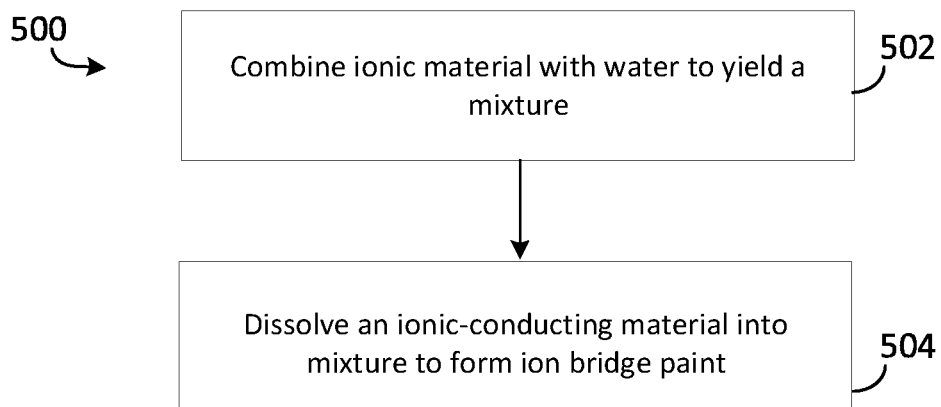 500
502
Combine ionic material with water to yield a
mixture
Dissolve an ionic-conducting material into
mixture to form ion bridge paint
504